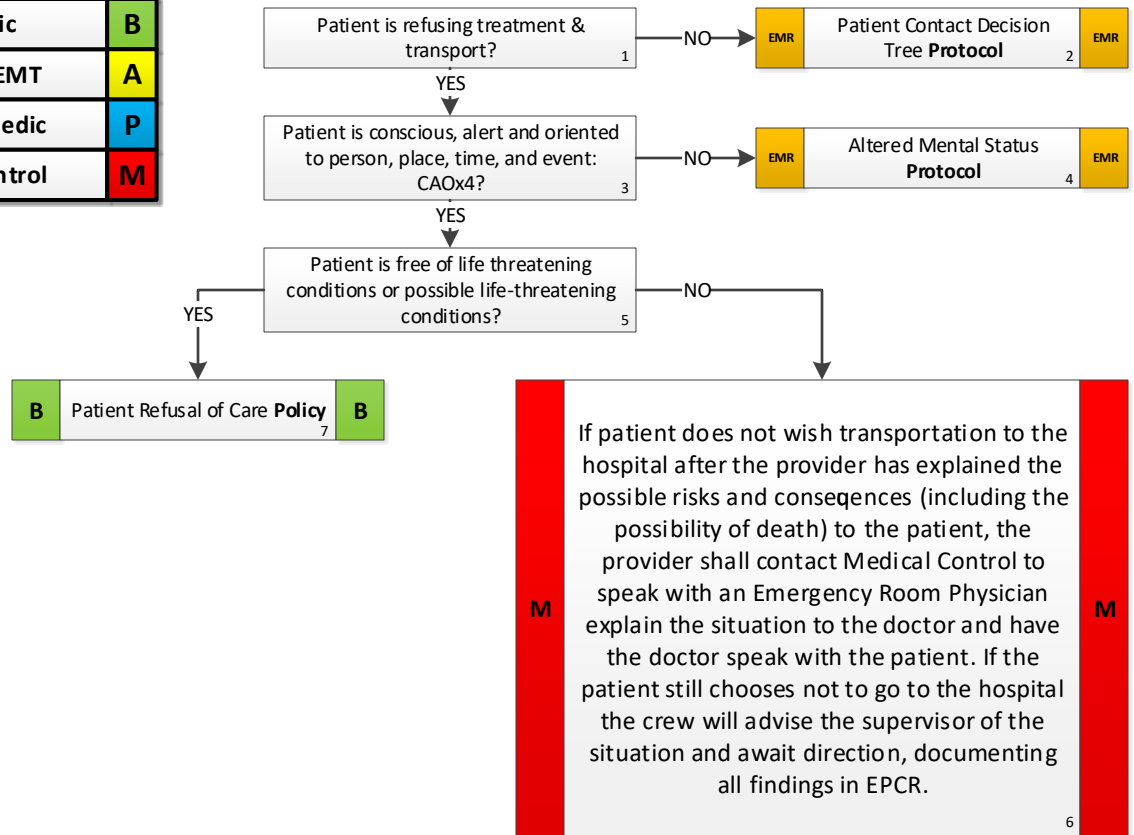 ic B
EMT A
edic P
ntrol M
Patient is refusing treatment &
transport?
1
NO
EMR
Patient Contact Decision
Tree Protocol
2
EMR
YES
Patient is conscious, alert and oriented
to person, place, time, and event:
CAOx4?
3
NO
EMR
Altered Mental Status
Protocol
4
EMR
YES
Patient is free of life threatening
conditions or possible life-threatening
conditions?
5
YES
NO
B
Patient Refusal of Care Policy
7
B
M
If patient does not wish transportation to the
hospital after the provider has explained the
possible risks and conseqences (including the
possibility of death) to the patient, the
provider shall contact Medical Control to
speak with an Emergency Room Physician
explain the situation to the doctor and have
the doctor speak with the patient. If the
patient still chooses not to go to the hospital
the crew will advise the supervisor of the
situation and await direction, documenting
all findings in EPCR.
6
M